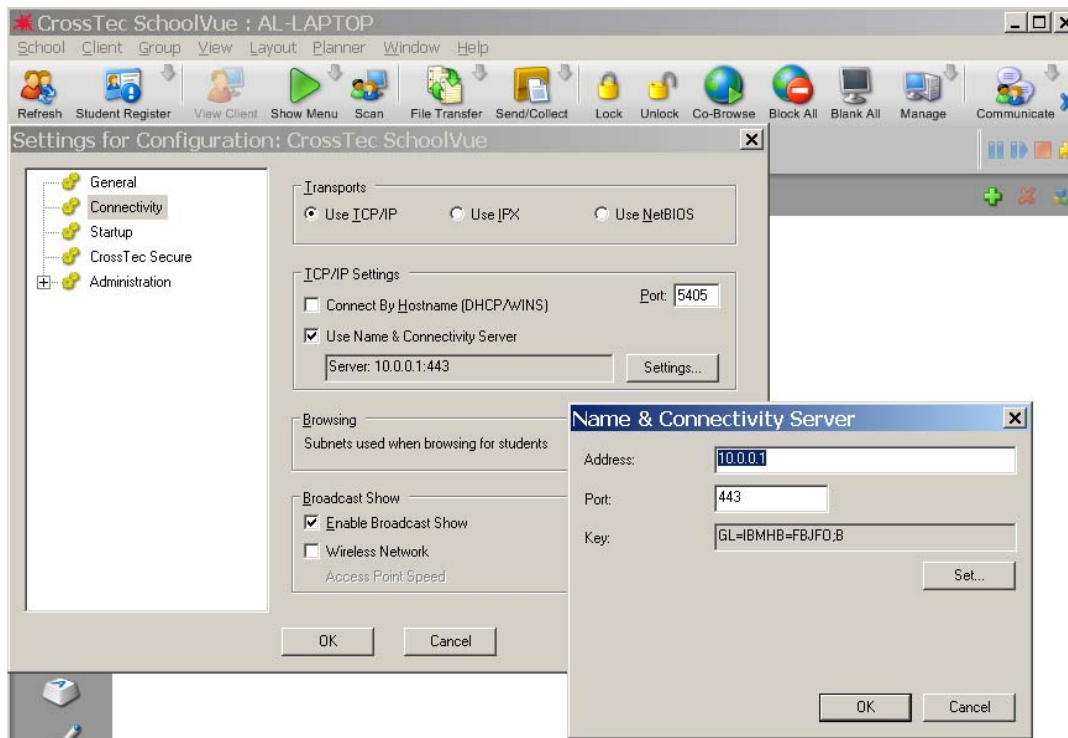 CrossTec SchoolVue : AL-LAPTOP
School Client Group View Layout Planner Window Help
Refresh Student Register View Client Show Menu Scan File Transfer Send/Collect Lock Unlock Co-Browse Block All Blank All Manage Communicate
Settings for Configuration: CrossTec SchoolVue
General
Connectivity
Startup
CrossTec Secure
Administration
Transports
Use TCP/IP Use IPX Use NetBIOS
TCP/IP Settings
Connect By Hostname (DHCP/WINS) Port: 5405
Use Name & Connectivity Server
Server: 10.0.0.1:443 Settings...
Browsing
Subnets used when browsing for students
Broadcast Show
Enable Broadcast Show
Wireless Network
Access Point Speed
OK Cancel
Name & Connectivity Server
Address: 10.0.0.1
Port: 443
Key: GL=IBMHB=FBJFO;B
Set...
OK Cancel